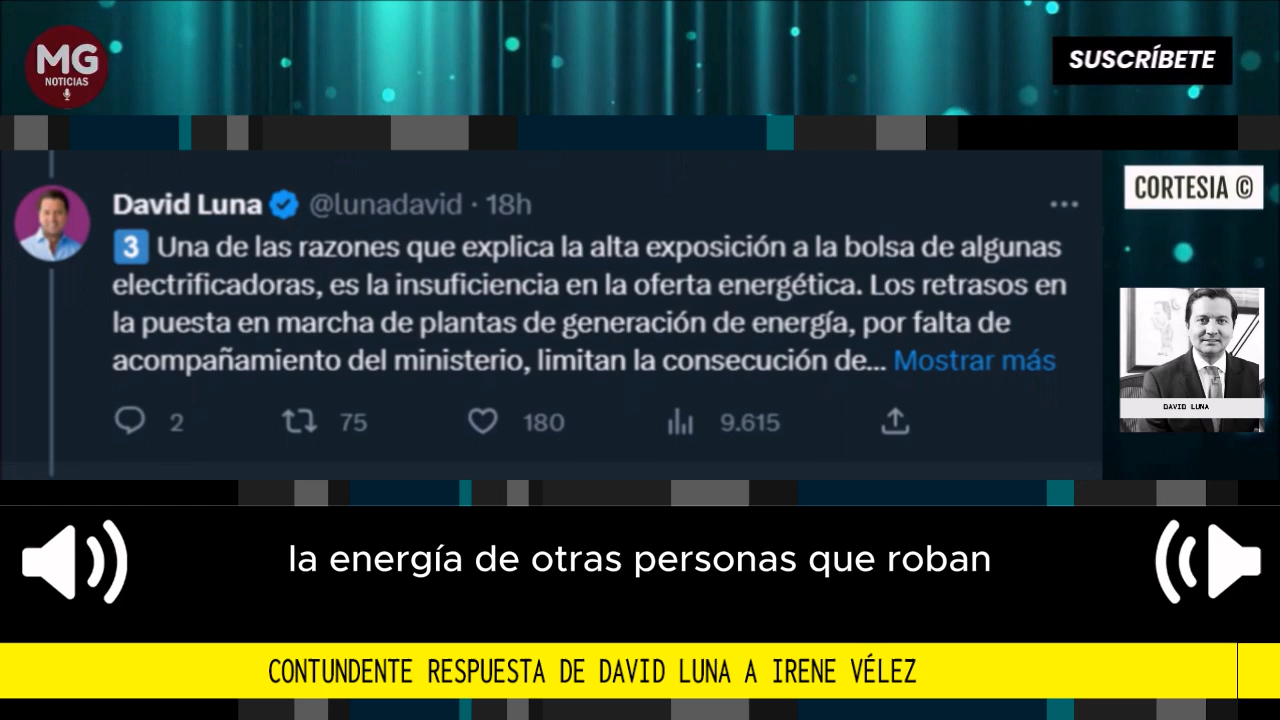 MG
NOTICIAS
SUSCRÍBETE
CORTESIA ©
David Luna @lunadavid · 18h
3 Una de las razones que explica la alta exposición a la bolsa de algunas
electrificadoras, es la insuficiencia en la oferta energética. Los retrasos en
la puesta en marcha de plantas de generación de energía, por falta de
acompañamiento del ministerio, limitan la consecución de... Mostrar más
2 75 180 9.615
DAVID LUNA
la energía de otras personas que roban
CONTUNDENTE RESPUESTA DE DAVID LUNA A IRENE VÉLEZ